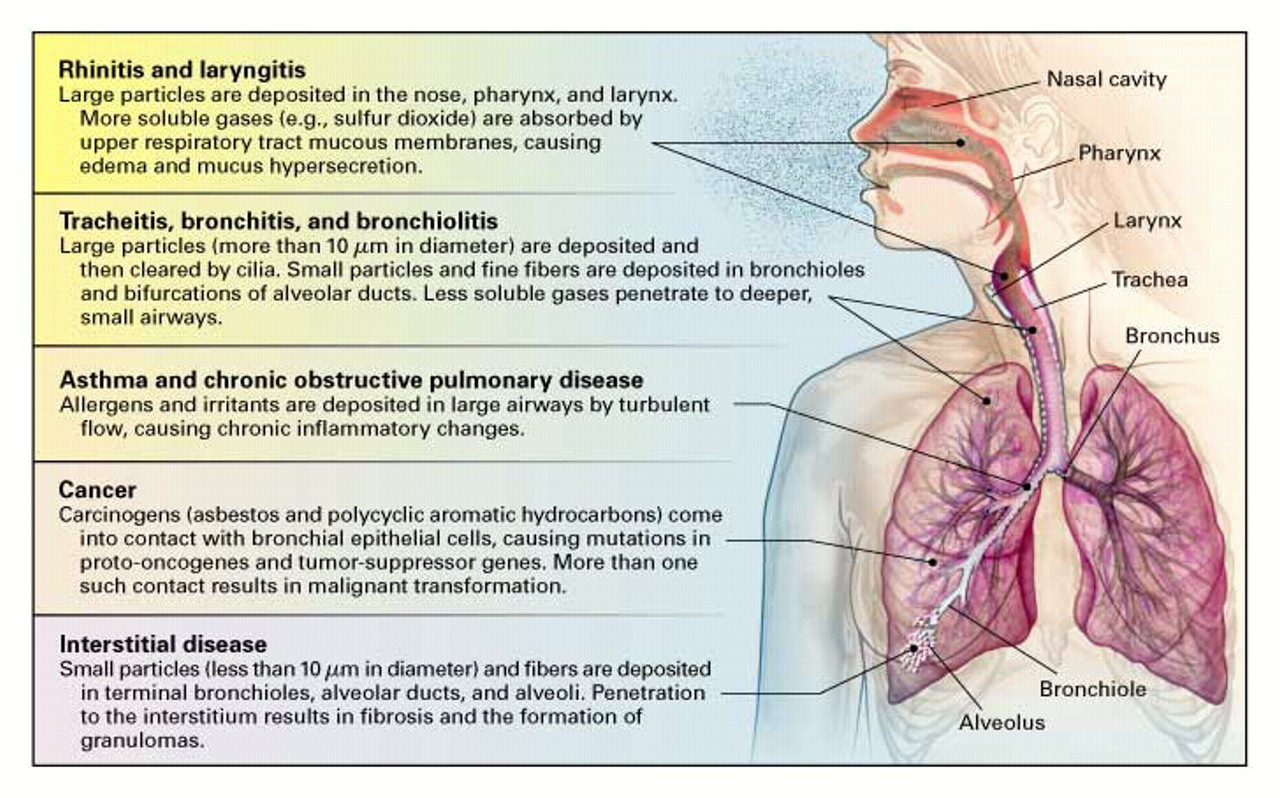 Rhinitis and laryngitis
Large particles are deposited in the nose, pharynx, and larynx.
More soluble gases (e.g., sulfur dioxide) are absorbed by
upper respiratory tract mucous membranes, causing
edema and mucus hypersecretion.
Tracheitis, bronchitis, and bronchiolitis
Large particles (more than 10 μm in diameter) are deposited and
then cleared by cilia. Small particles and fine fibers are deposited in bronchioles
and bifurcations of alveolar ducts. Less soluble gases penetrate to deeper,
small airways.
Asthma and chronic obstructive pulmonary disease
Allergens and irritants are deposited in large airways by turbulent
flow, causing chronic inflammatory changes.
Cancer
Carcinogens (asbestos and polycyclic aromatic hydrocarbons) come
into contact with bronchial epithelial cells, causing mutations in
proto-oncogenes and tumor-suppressor genes. More than one
such contact results in malignant transformation.
Interstitial disease
Small particles (less than 10 μm in diameter) and fibers are deposited
in terminal bronchioles, alveolar ducts, and alveoli. Penetration
to the interstitium results in fibrosis and the formation of
granulomas.
Nasal cavity
Pharynx
Larynx
Trachea
Bronchus
Bronchiole
Alveolus